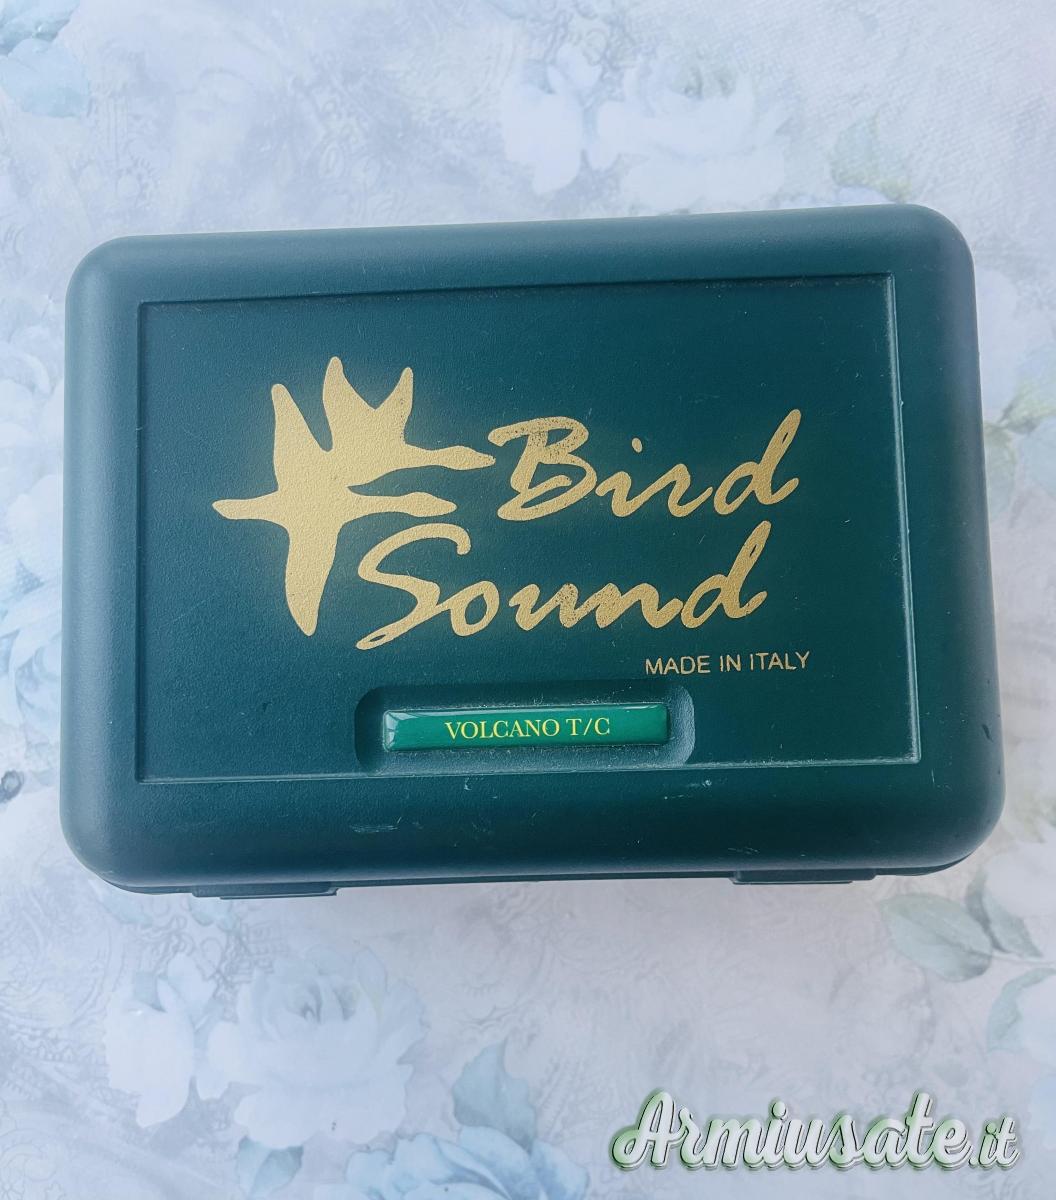 Bird
Sound
MADE IN ITALY
VOLCANO T/C
Armiusate.it